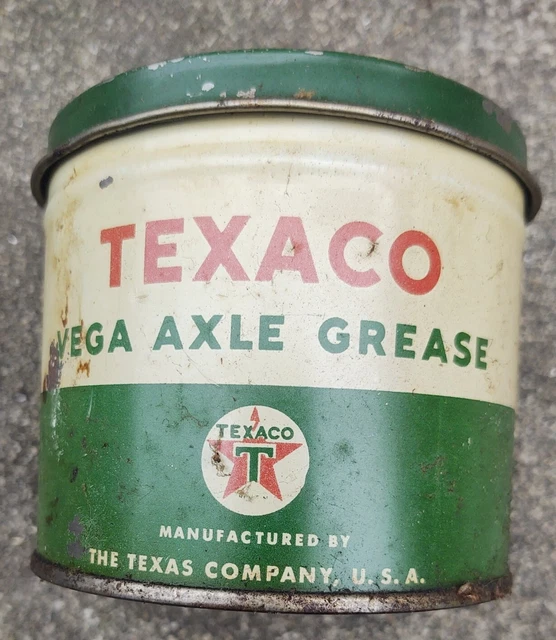 TEXACO
VEGA AXLE GREASE
TEXACO
T
MANUFACTURED BY
THE TEXAS COMPANY, U. S. A.